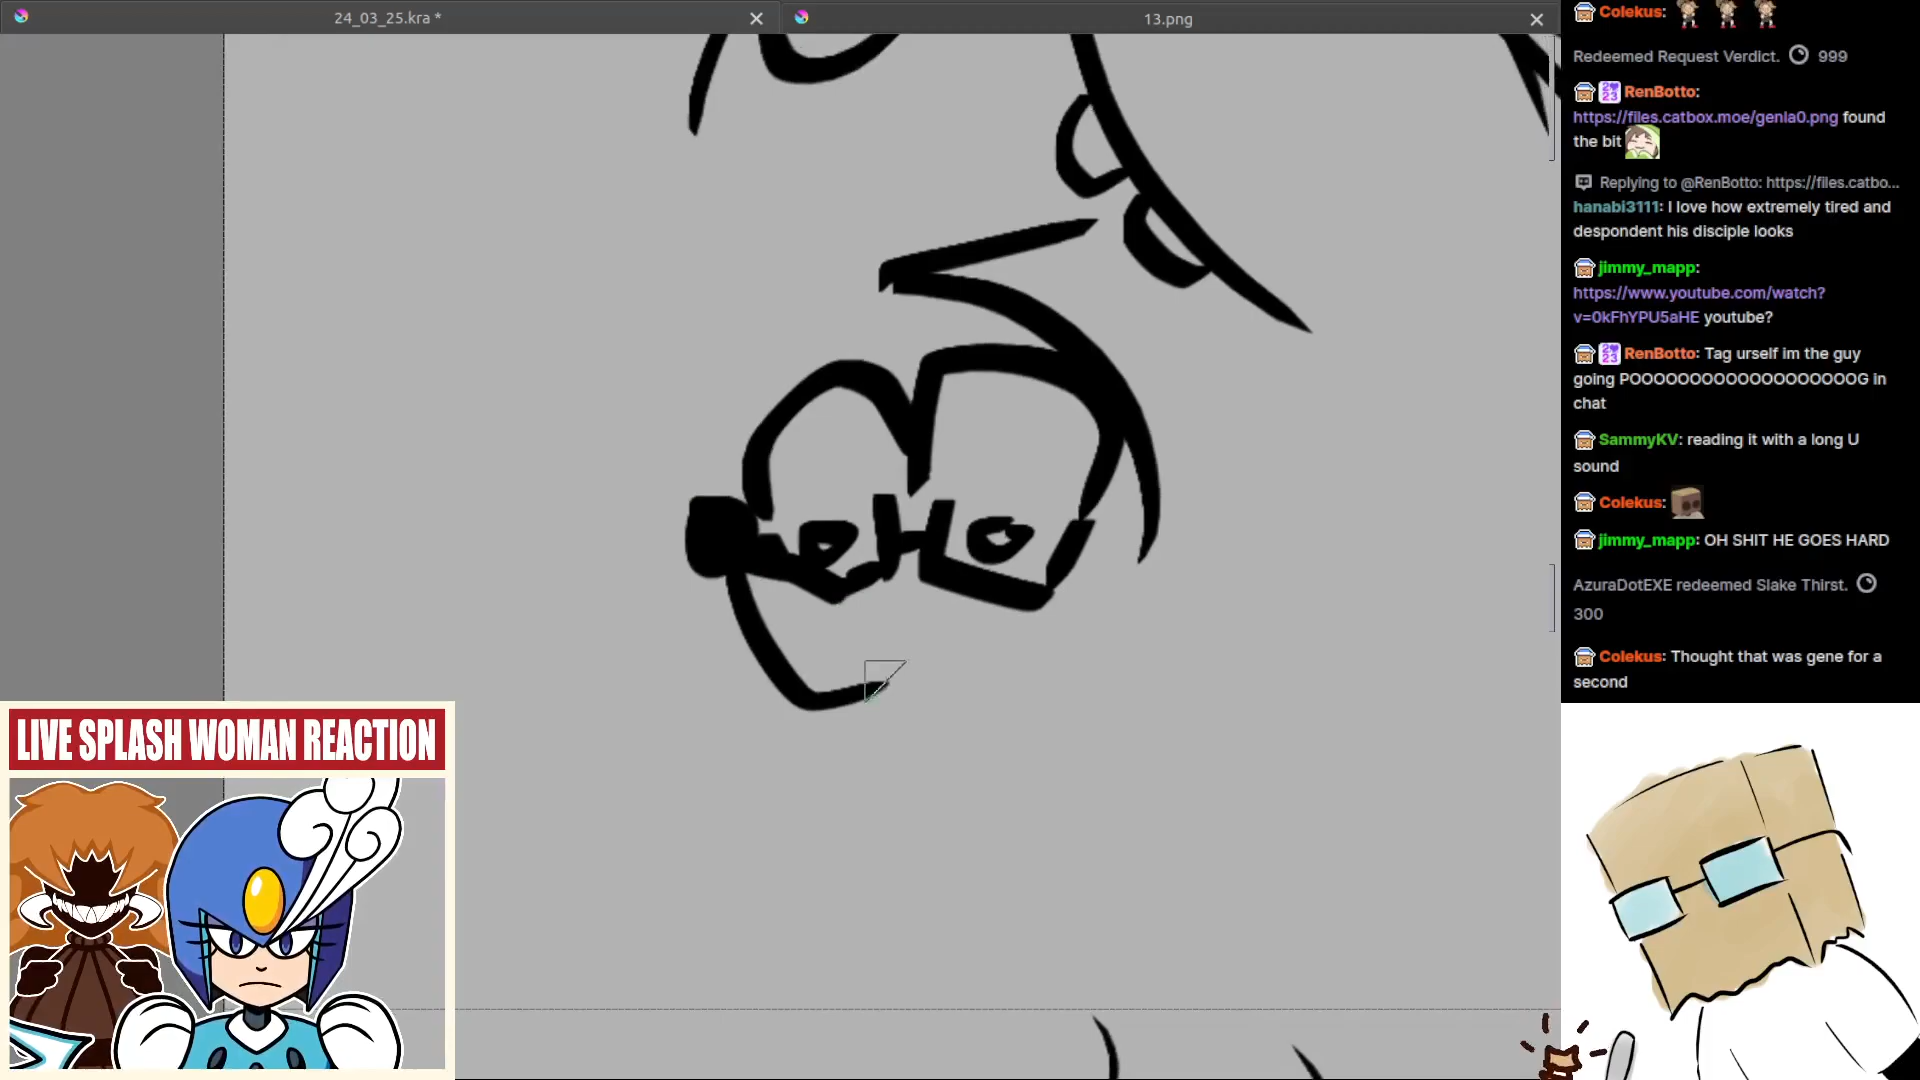 24_03_25.kra *
13.png
Colekus:
Redeemed Request Verdict. 999
RenBotto:
https://files.catbox.moe/genla0.png found
the bit
Replying to @RenBotto: https://files.catbo...
hanabi3111: I love how extremely tired and
despondent his disciple looks
jimmy_mapp:
https://www.youtube.com/watch?
v=0kFhYPU5aHE youtube?
RenBotto: Tag urself im the guy
going POOOOOOOOOOOOOOOOOOOG in
chat
SammyKV: reading it with a long U
sound
Colekus:
jimmy_mapp: OH SHIT HE GOES HARD
AzuraDotEXE redeemed Slake Thirst.
300
Colekus: Thought that was gene for a
second
LIVE SPLASH WOMAN REACTION